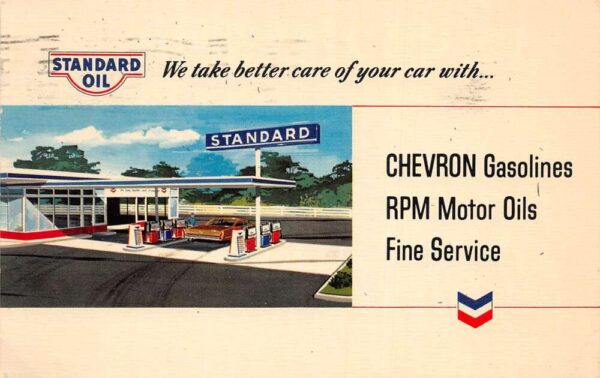 STANDARD
OIL
We take better care of your car with...
STANDARD
CHEVRON Gasolines
RPM Motor Oils
Fine Service